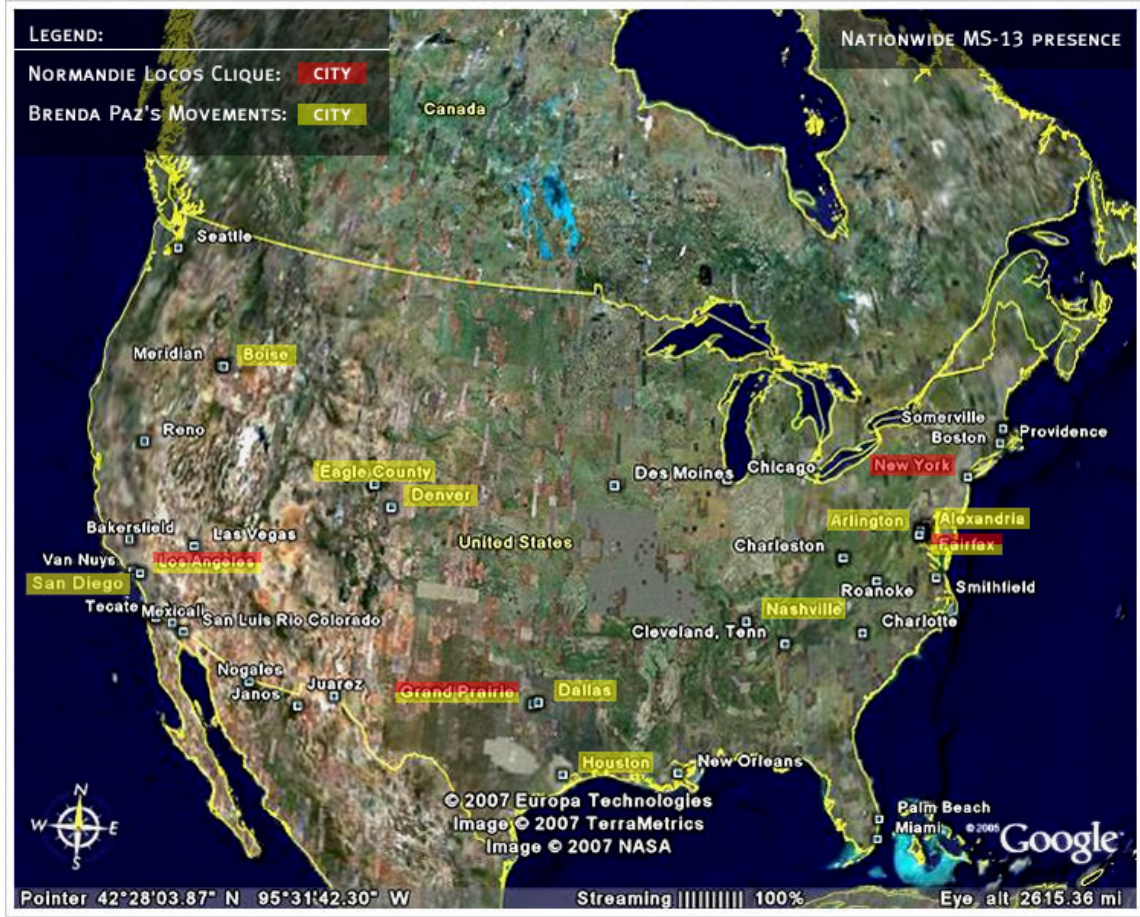 LEGEND:
NORMANDIE LOCOS CLIQUE: CITY
BRENDA PAZ'S MOVEMENTS: CITY
NATIONWIDE MS-13 PRESENCE
Canada
Seattle
Meridian
Boise
Reno
Somerville
Boston
Providence
Eagle County
Des Moines
Chicago
New York
Denver
Bakersfield
Las Vegas
United States
Arlington
Alexandria
Charleston
Fairfax
Van Nuys
Los Angeles
San Diego
Roanoke
Smithfield
Tecate
Mexicali
San Luis Rio Colorado
Nashville
Cleveland, Tenn
Charlotte
Nogales
Janos
Juarez
Grand Prairie
Dallas
Houston
New Orleans
© 2007 Europa Technologies
Image © 2007 TerraMetrics
Image © 2007 NASA
Palm Beach
Miami
© 2005 Google
N
W
E
S
Pointer 42°28'03.87" N 95°31'42.30" W
Streaming |||||||||| 100%
Eye alt 2615.36 mi